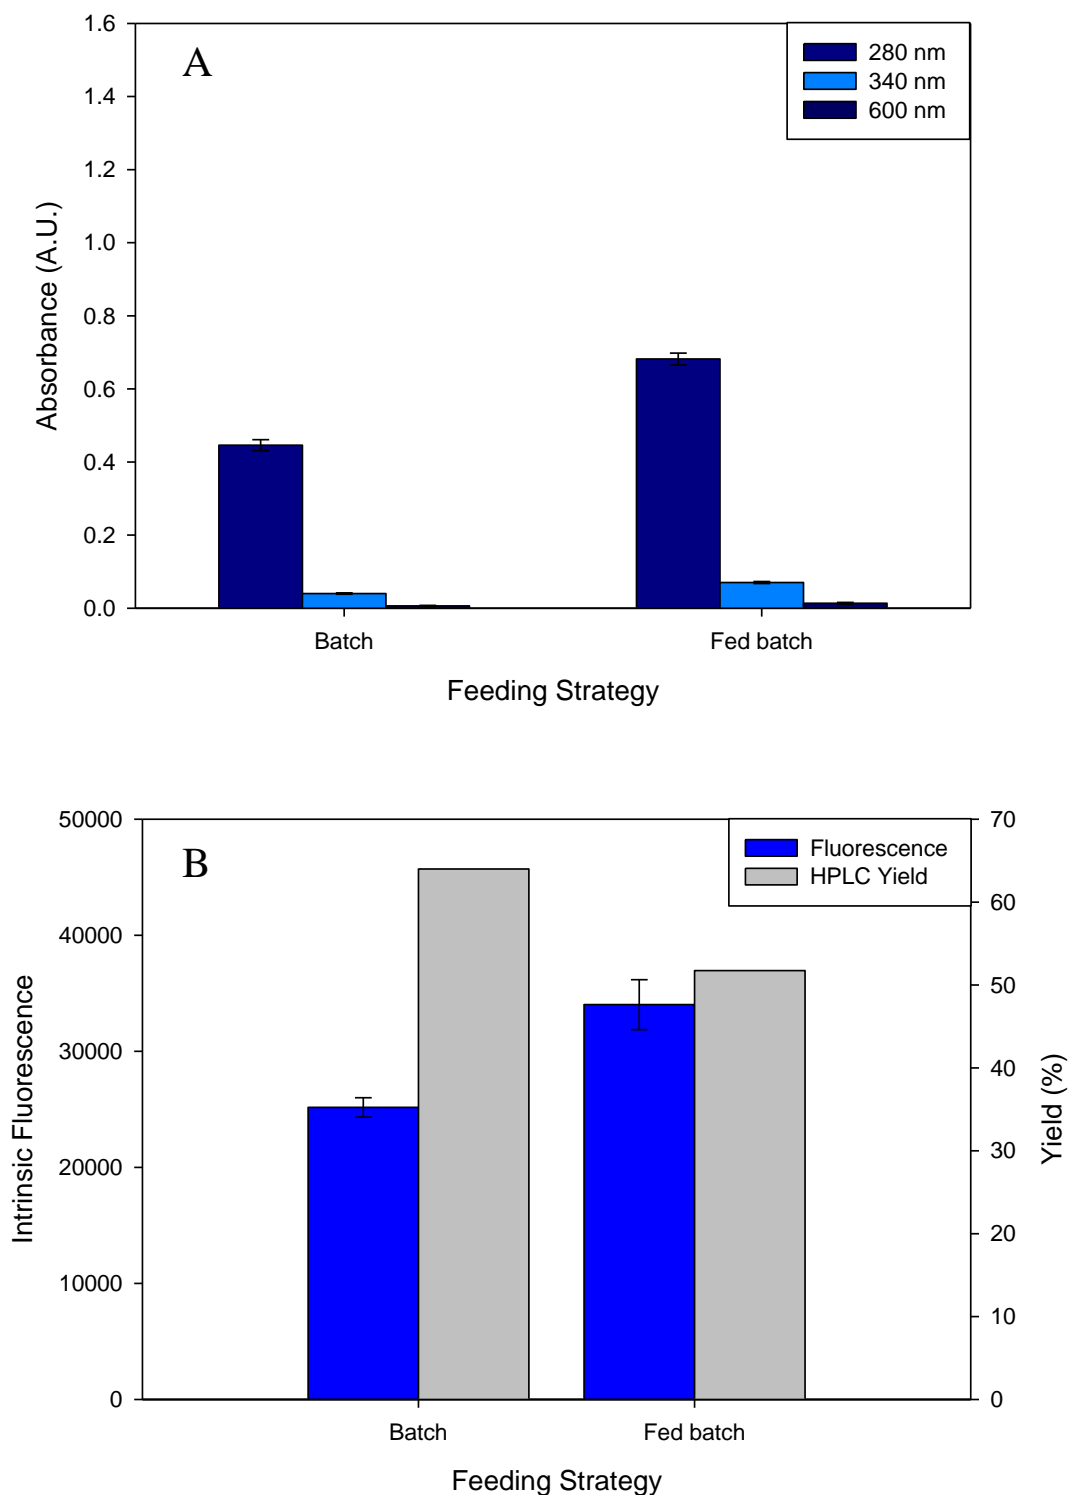 A
280 nm
340 nm
600 nm
1.6
1.4
1.2
1.0
0.8
0.6
0.4
0.2
0.0
Absorbance (A.U.)
Batch
Fed batch
Feeding Strategy
B
Fluorescence
HPLC Yield
50000
40000
30000
20000
10000
0
Intrinsic Fluorescence
70
60
50
40
30
20
10
0
Yield (%)
Batch
Fed batch
Feeding Strategy